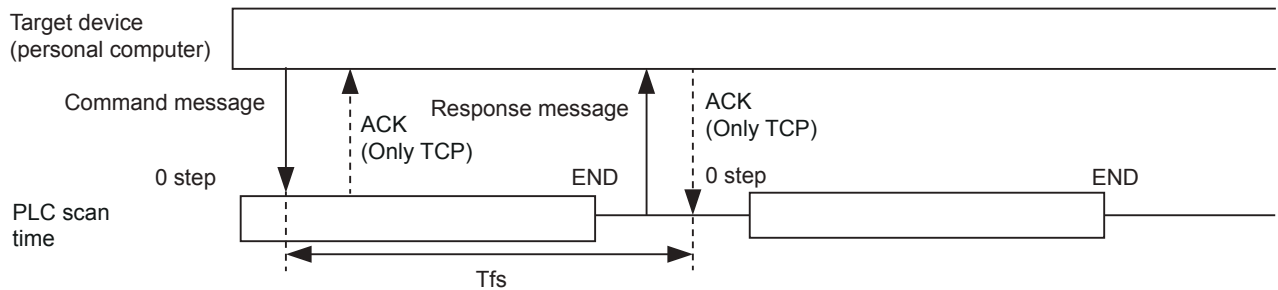 Target device
(personal computer)
Command message
ACK
(Only TCP)
Response message
ACK
(Only TCP)
0 step
END
0 step
END
PLC scan
time
Tfs